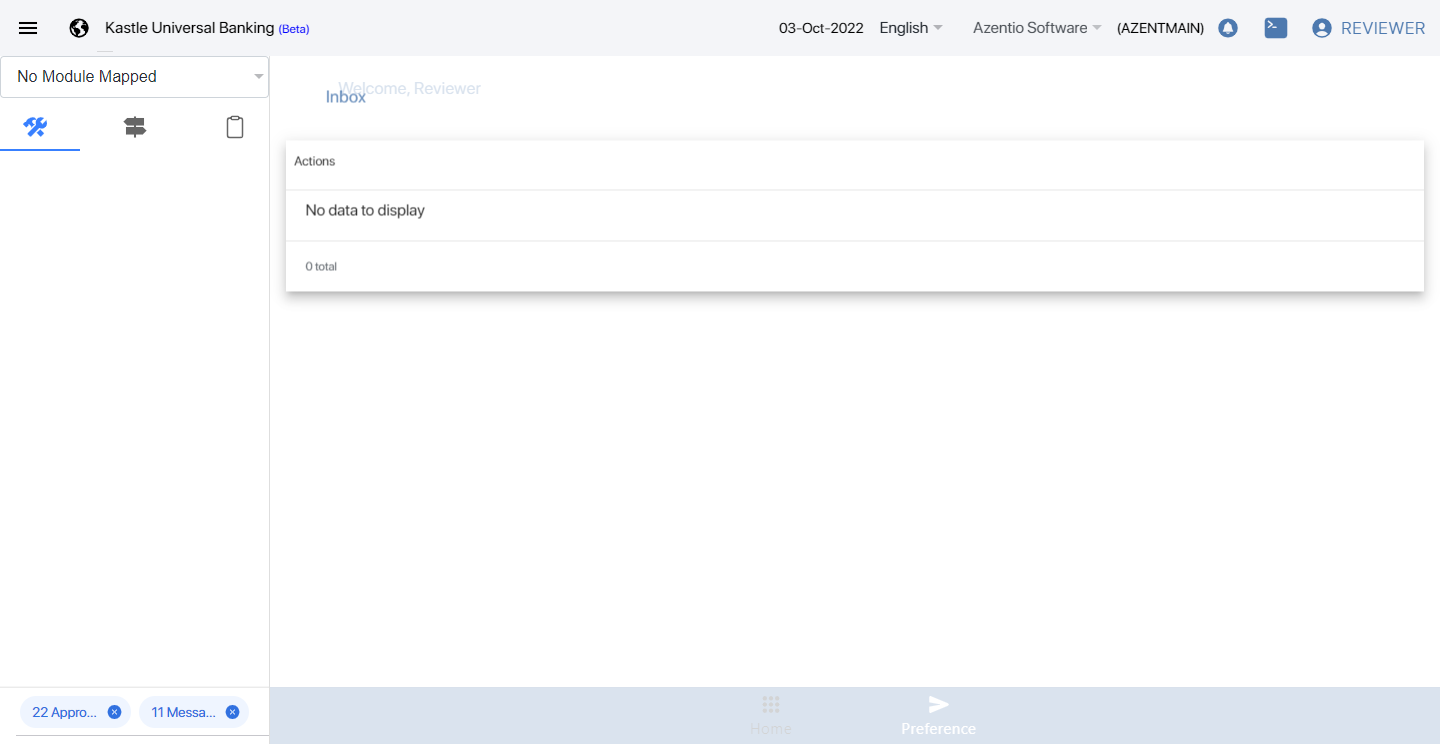 Kastle Universal Banking (Beta)
03-Oct-2022 English Azentio Software (AZENTMAIN) REVIEWER
No Module Mapped
Welcome, Reviewer
Inbox
Actions
No data to display
0 total
22 Appro...
11 Messa...
Home
Preference